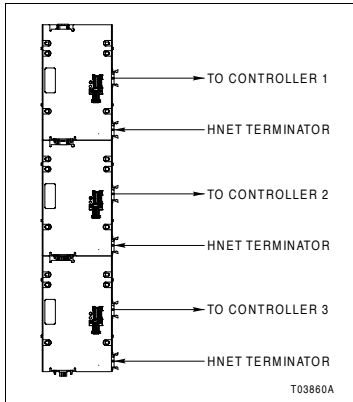 TO CONTROLLER 1
HNET TERMINATOR
TO CONTROLLER 2
HNET TERMINATOR
TO CONTROLLER 3
HNET TERMINATOR
T03860A